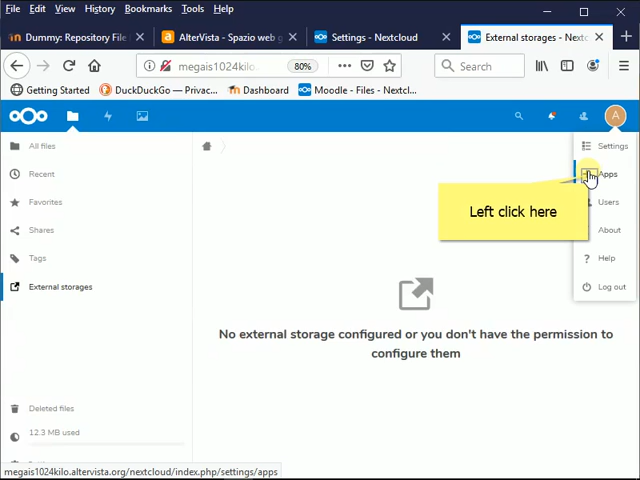 File Edit View History Bookmarks Tools Help
Dummy: Repository File
AlterVista - Spazio web g
Settings - Nextcloud
External storages - Nextc
megais1024kilo.
80%
Search
Getting Started
DuckDuckGo — Privac...
Dashboard
Moodle - Files - Nextcl...
A
All files
Recent
Favorites
Shares
Tags
External storages
Settings
Apps
Users
About
Help
Log out
Left click here
No external storage configured or you don't have the permission to
configure them
Deleted files
12.3 MB used
megais1024kilo.altervista.org/nextcloud/index.php/settings/apps